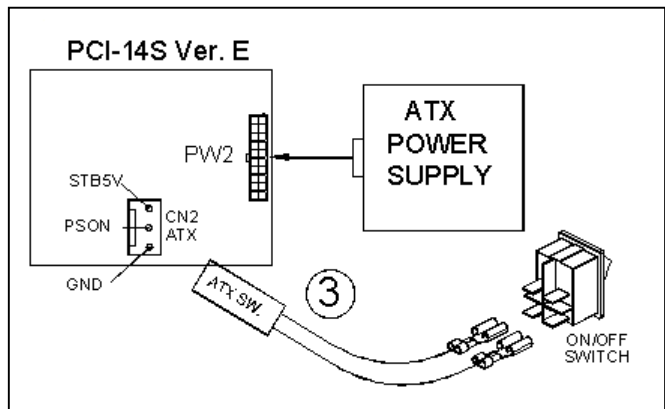 PCI-14S Ver. E
PW2
ATX
POWER
SUPPLY
STB5V
PSON
CN2
ATX
GND
ATX SW.
3
ON/OFF
SWITCH